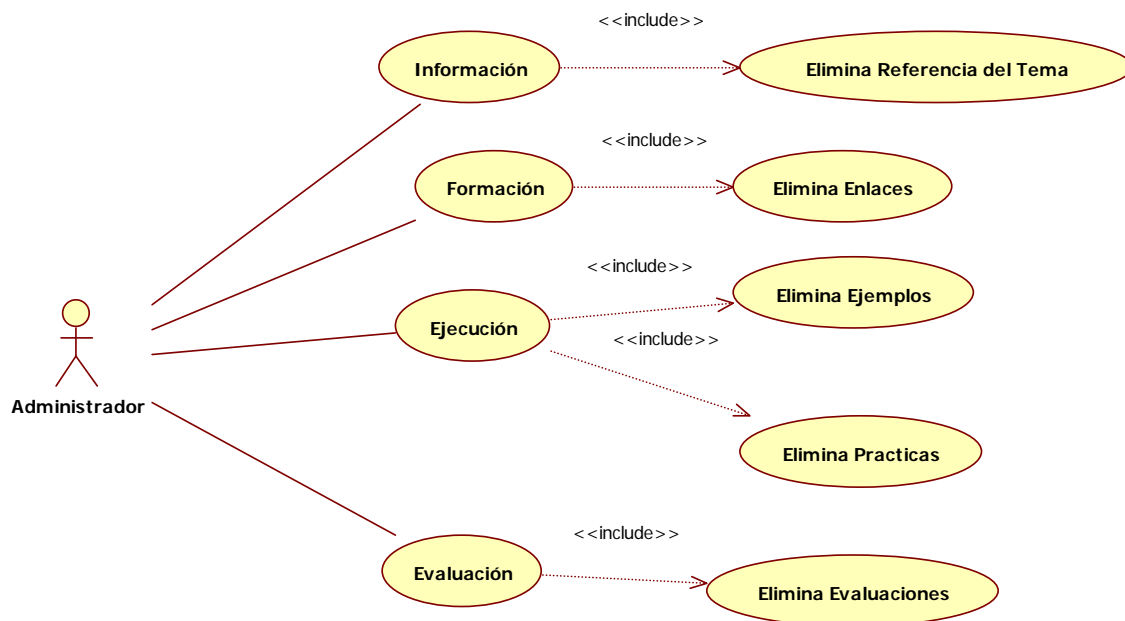 <<include>>
Información
Elimina Referencia del Tema
<<include>>
Formación
Elimina Enlaces
<<include>>
Elimina Ejemplos
Ejecución
<<include>>
Administrador
Elimina Practicas
<<include>>
Evaluación
Elimina Evaluaciones